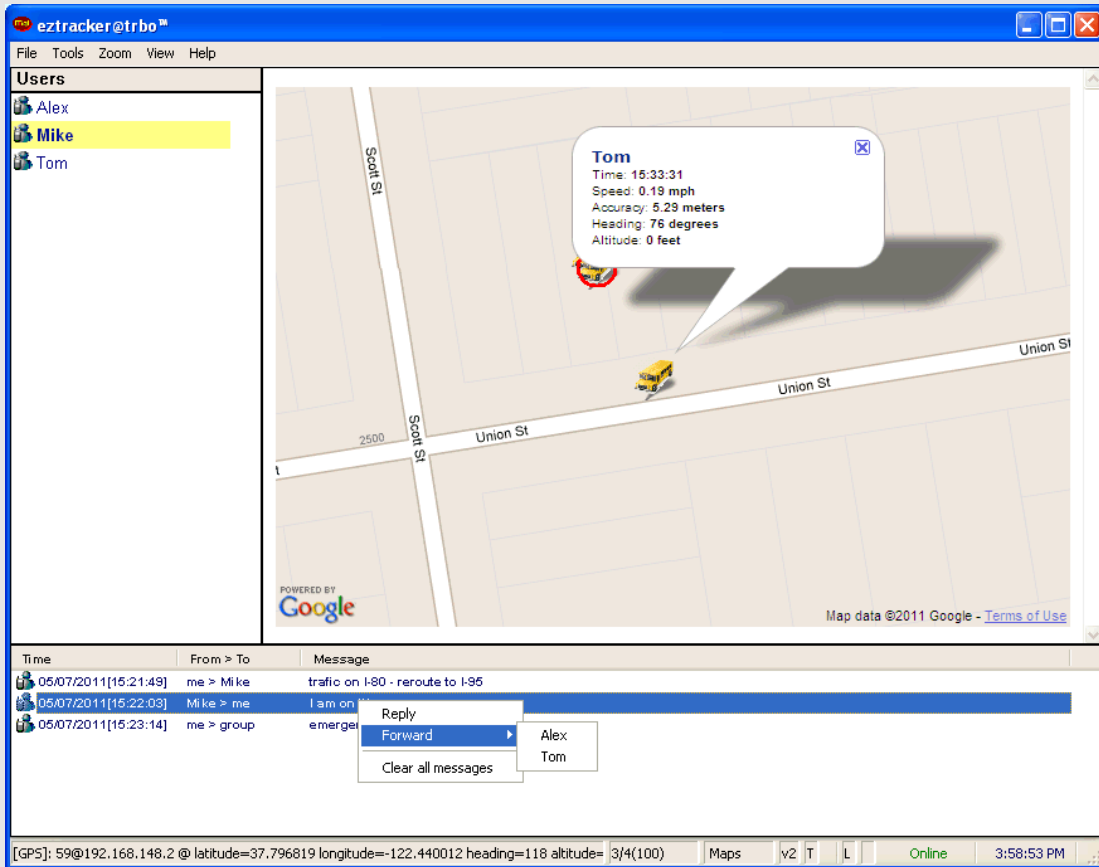 eztracker@trbo™
File Tools Zoom View Help
Users
Alex
Mike
Tom
Scott St
Tom
Time: 15:33:31
Speed: 0.19 mph
Accuracy: 5.29 meters
Heading: 76 degrees
Altitude: 0 feet
Union St
Union St
Scott St
2500
Union St
t
POWERED BY
Google
Map data ©2011 Google - Terms of Use
Time From > To Message
05/07/2011[15:21:49] me > Mike trafic on I-80 - reroute to I-95
05/07/2011[15:22:03] Mike > me I am on
05/07/2011[15:23:14] me > group emerge
Reply
Forward
Clear all messages
Alex
Tom
[GPS]: 59@192.168.148.2 @ latitude=37.796819 longitude=-122.440012 heading=118 altitude= 3/4(100) Maps v2 T L Online 3:58:53 PM